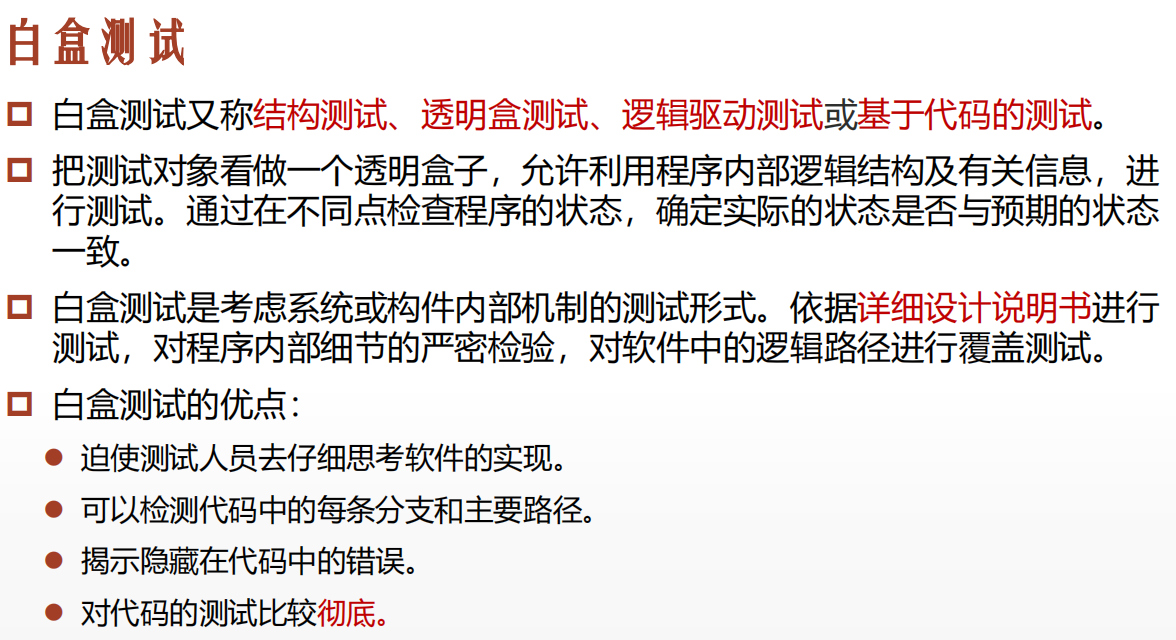 白盒测试
白盒测试又称结构测试、透明盒测试、逻辑驱动测试或基于代码的测试。
把测试对象看做一个透明盒子，允许利用程序内部逻辑结构及有关信息，进
行测试。通过在不同点检查程序的状态，确定实际的状态是否与预期的状态
一致。
白盒测试是考虑系统或构件内部机制的测试形式。依据详细设计说明书进行
测试，对程序内部细节的严密检验，对软件中的逻辑路径进行覆盖测试。
白盒测试的优点：
迫使测试人员去仔细思考软件的实现。
可以检测代码中的每条分支和主要路径。
揭示隐藏在代码中的错误。
对代码的测试比较彻底。